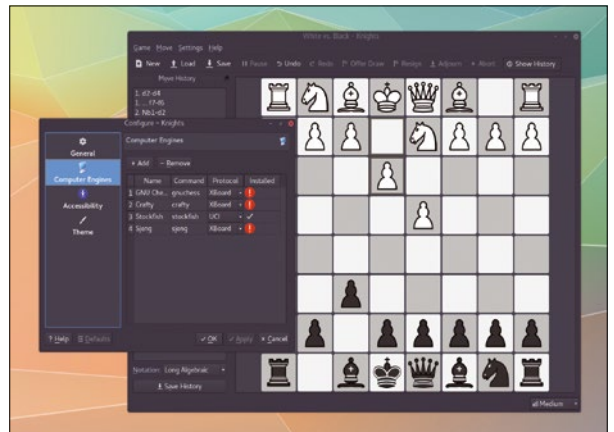 White vs. Black - Knights
Game Move Settings Help
New Load Save Pause Undo Redo Offer Draw Resign Adjourn Abort Show History
Move History
1. d2-d4
2. Nb1-d2
Configure - Knights
General
Computer Engines
Accessibility
Theme
Computer Engines
+ Add - Remove
Name Command Protocol Installed
1 GNU Che... gnuchess XBoard
2 Crafty crafty XBoard
3 Stockfish stockfish UCI
4 Sjeng sjeng XBoard
? Help Defaults OK Apply Cancel
Notation: Long Algebraic
Save History
Medium